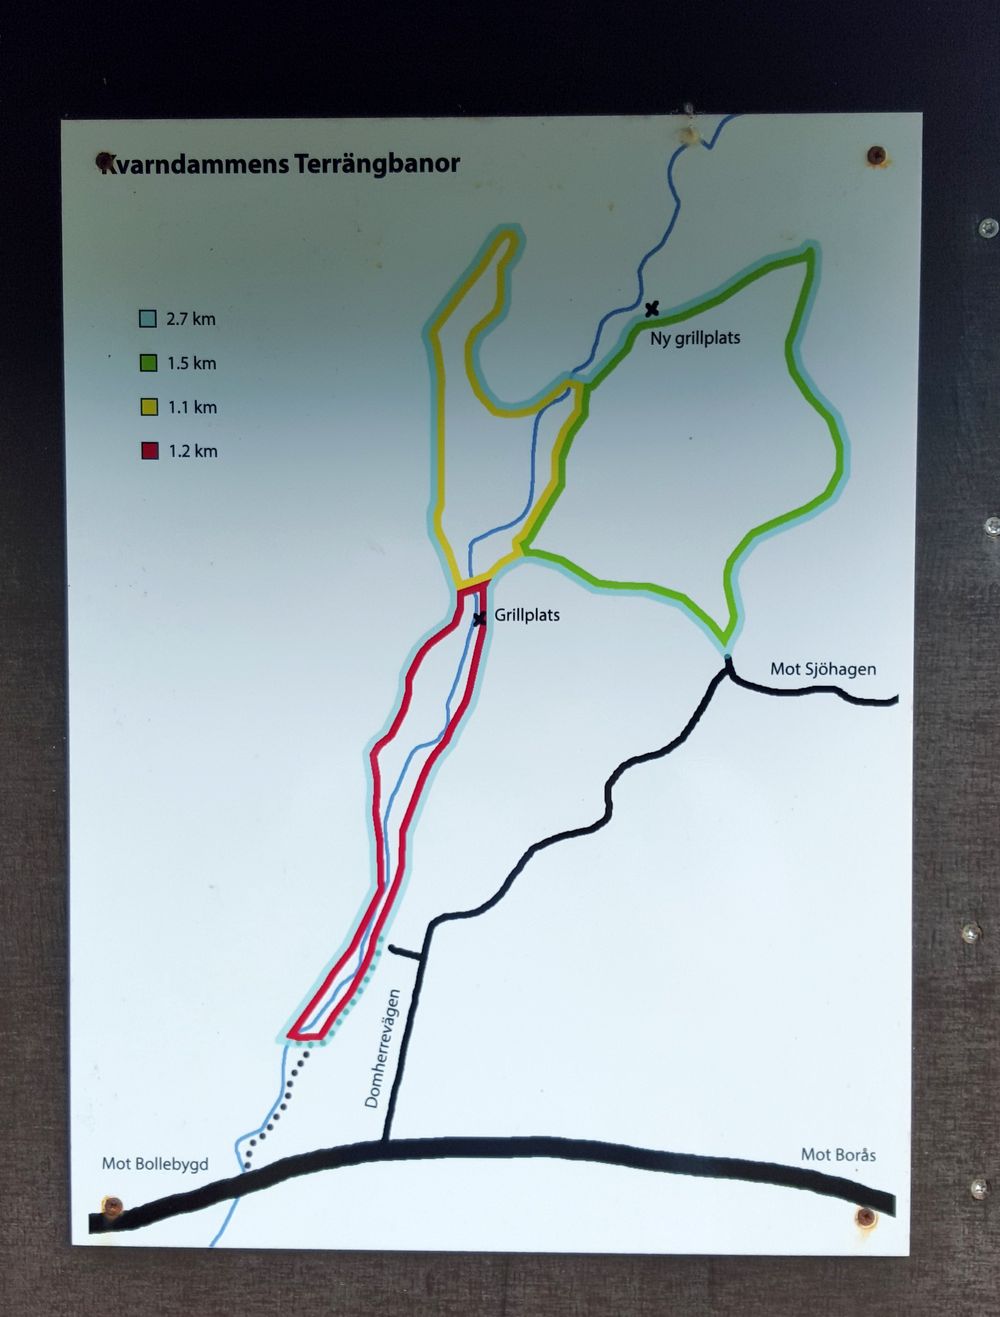 Kvarndammens Terrängbanor
2.7 km
1.5 km
1.1 km
1.2 km
Ny grillplats
Grillplats
Mot Sjöhagen
Domherrevägen
Mot Bollebygd
Mot Borås